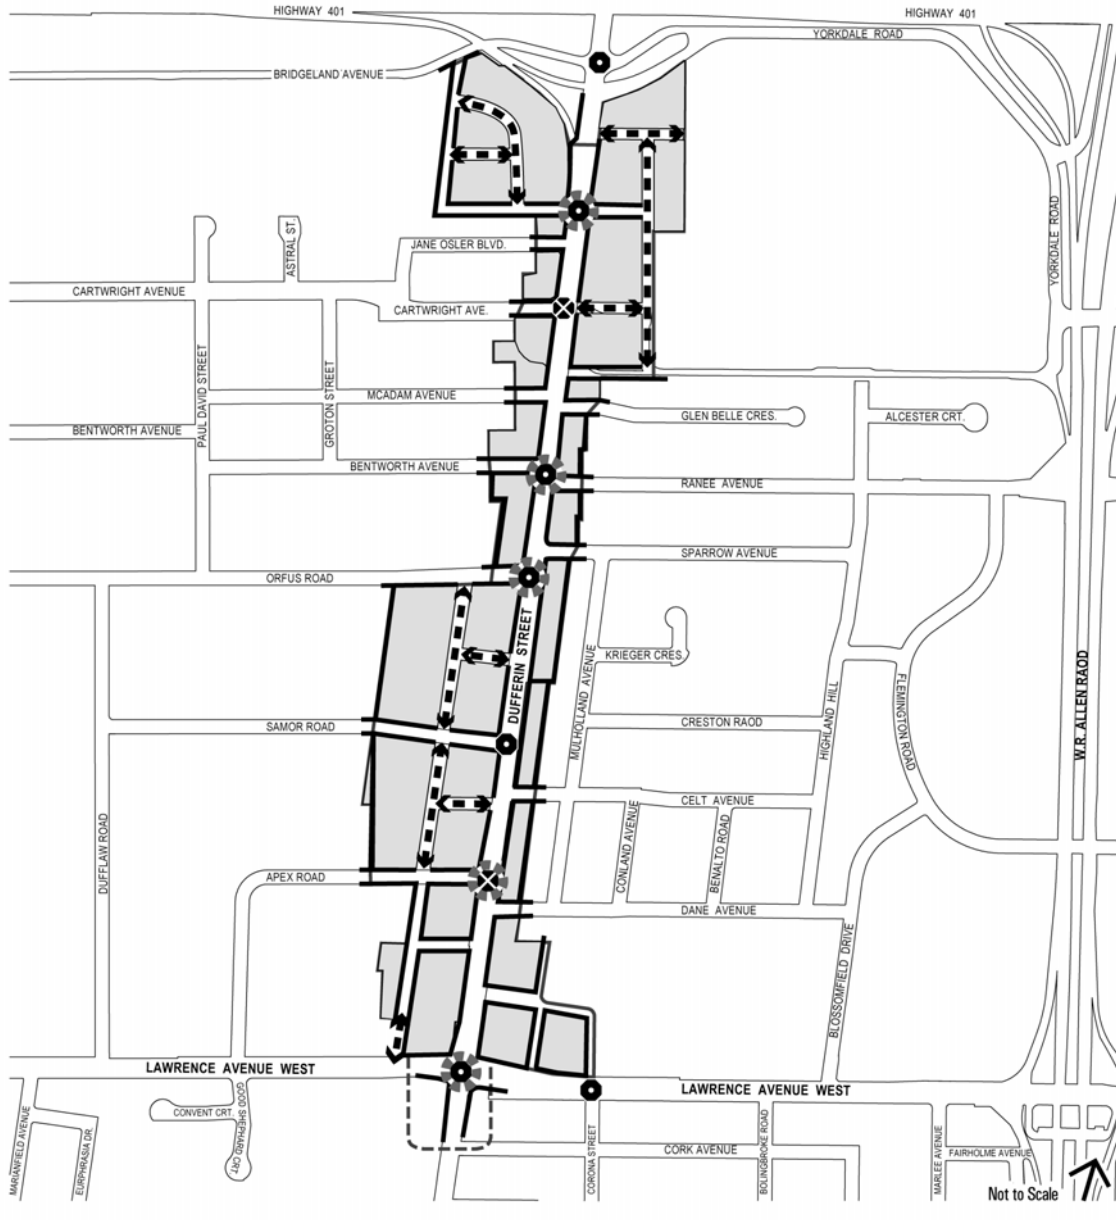 HIGHWAY 401
HIGHWAY 401
YORKDALE ROAD
BRIDGELAND AVENUE
YORKDALE ROAD
ASTRAL ST.
JANE OSLER BLVD.
CARTWRIGHT AVENUE
CARTWRIGHT AVE.
PAUL DAVID STREET
GROTON STREET
MCADAM AVENUE
GLEN BELLE CRES.
ALCESTER CRT.
BENTWORTH AVENUE
BENTWORTH AVENUE
RANEE AVENUE
SPARROW AVENUE
ORFUS ROAD
DUFFERIN STREET
MULHOLLAND AVENUE
KRIEGER CRES.
HIGHLAND HILL
FLEMINGTON ROAD
W.R. ALLEN RAOD
SAMOR ROAD
CRESTON RAOD
CELT AVENUE
CONLAND AVENUE
BENALTO ROAD
DUFFLAW ROAD
APEX ROAD
DANE AVENUE
BLOSSOMFIELD DRIVE
LAWRENCE AVENUE WEST
LAWRENCE AVENUE WEST
MARIANFIELD AVENUE
EURPHRASIA DR.
CONVENT CRT.
GOOD SHEPHARD CRT
CORONA STREET
CORK AVENUE
BOLINGBROKE ROAD
MARLEE AVENUE
FAIRHOLME AVENUE
Not to Scale